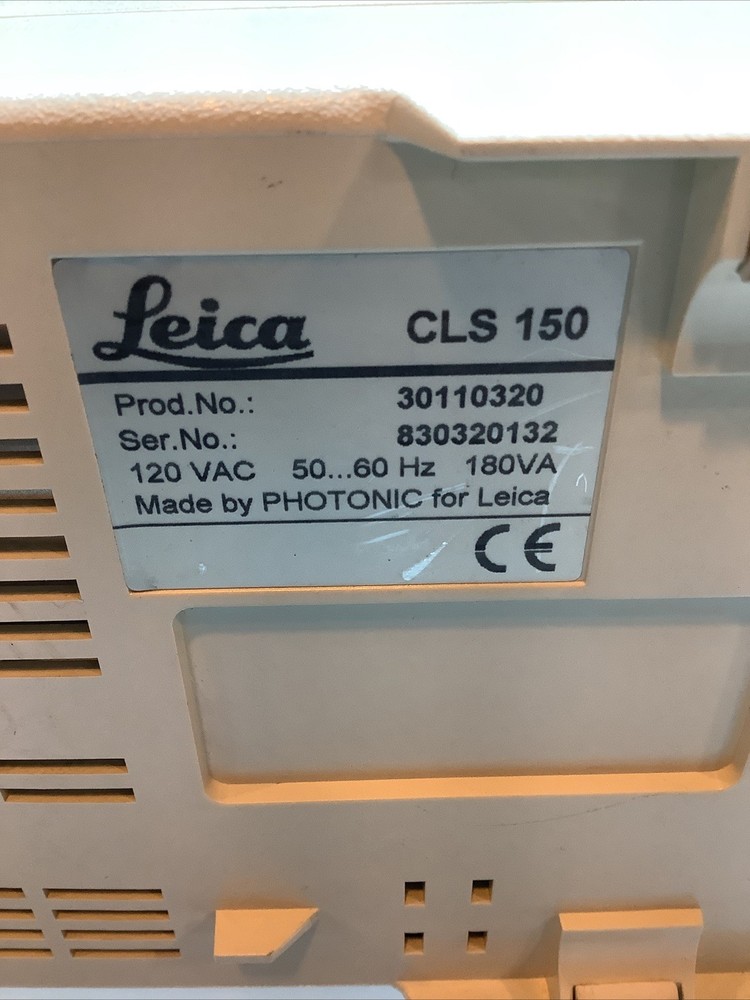 Leica CLS 150
Prod.No.: 30110320
Ser.No.: 830320132
120 VAC 50...60 Hz 180VA
Made by PHOTONIC for Leica
CE